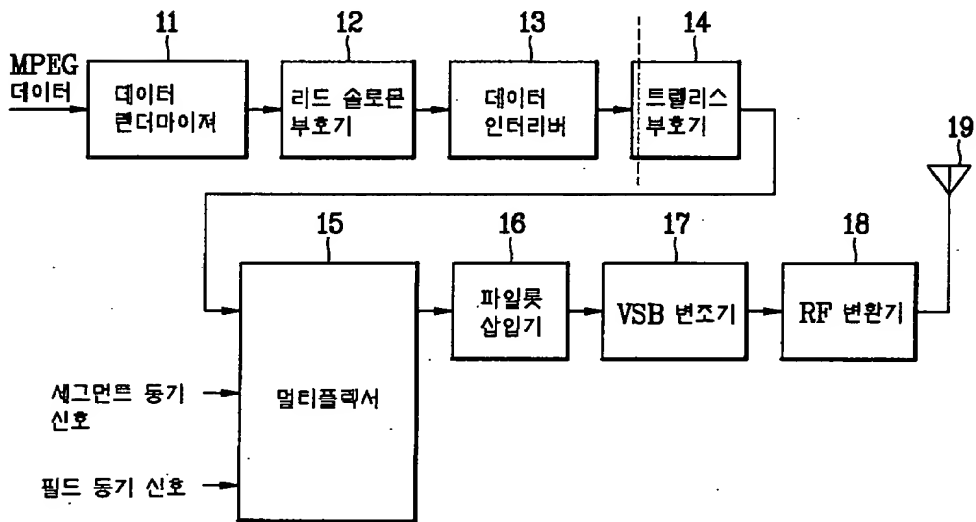 11
12
13
14
MPEG
데이터
데이터
랜더마이져
리드 솔로몬
부호기
데이터
인터리버
트렐리스
부호기
19
15
16
17
18
멀티플렉서
파일롯
삽입기
VSB 변조기
RF 변환기
세그먼트 동기
신호
필드 동기 신호